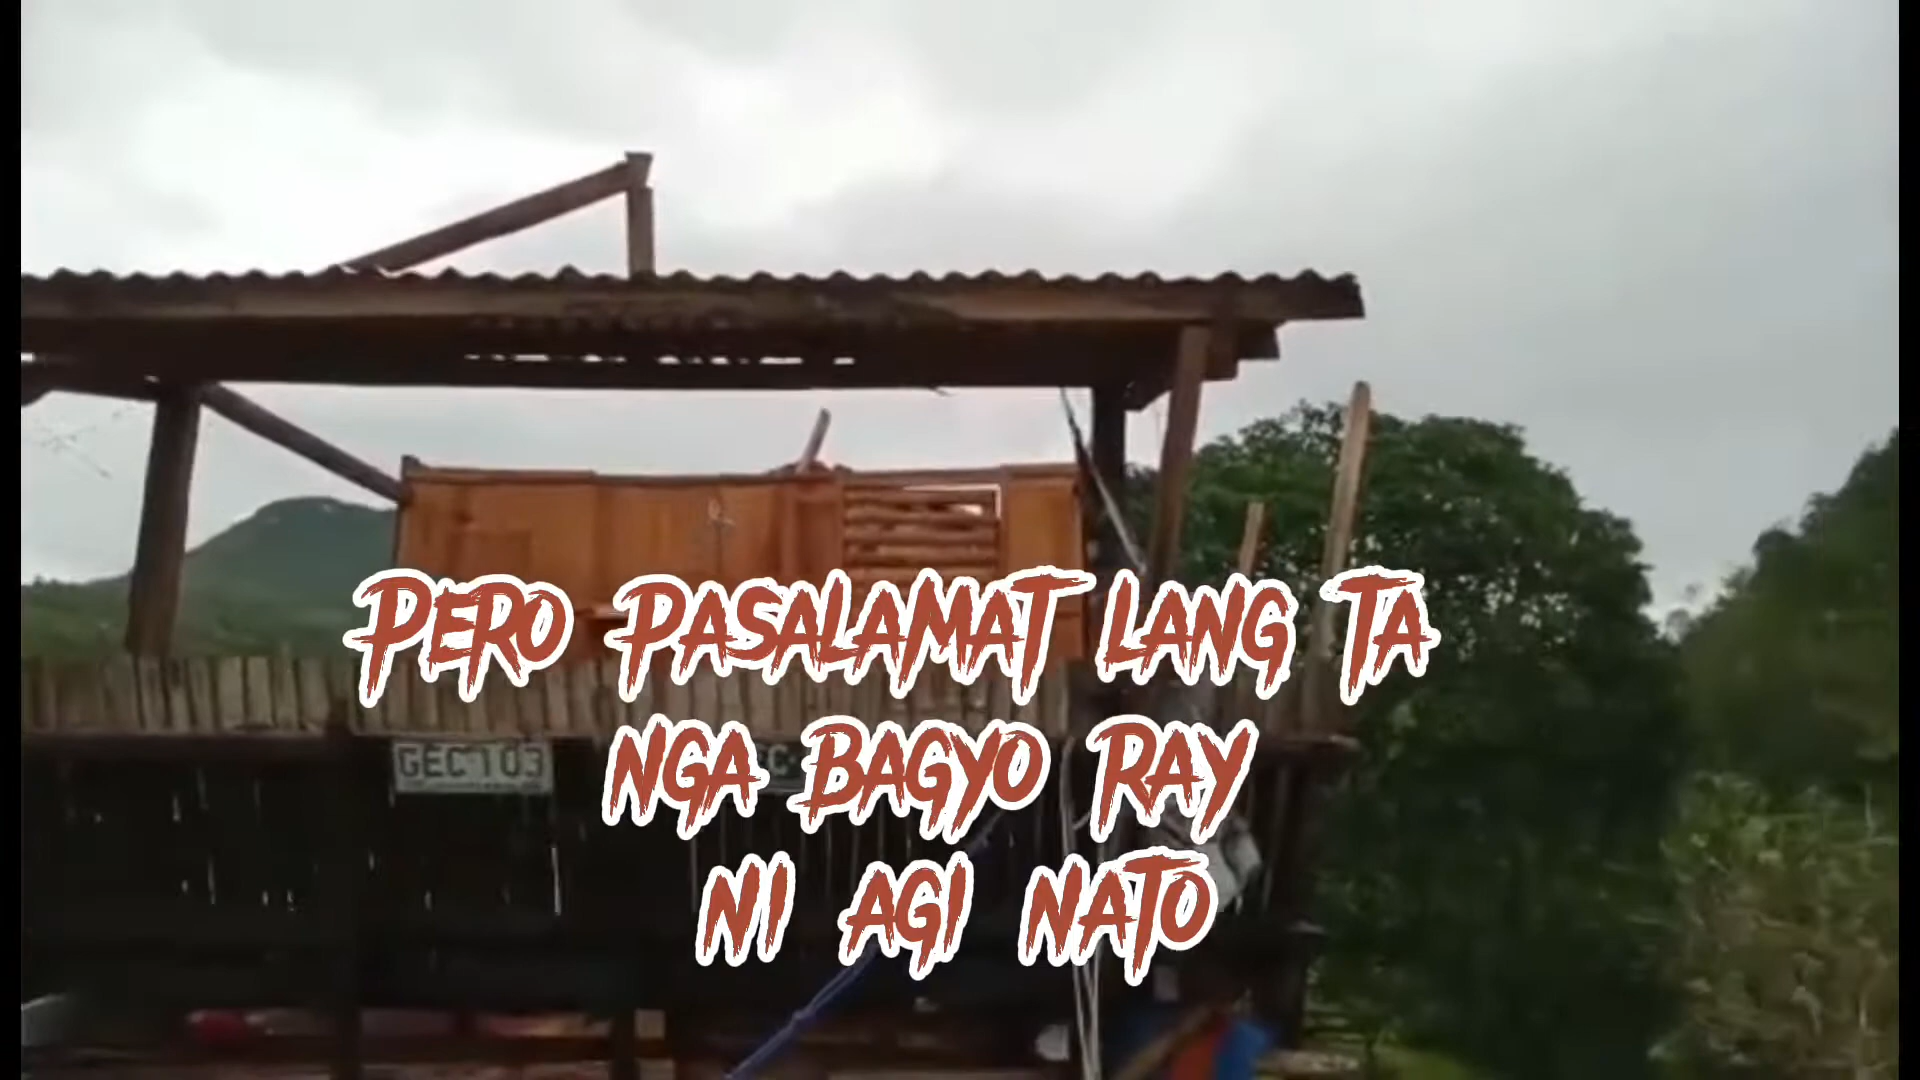 PERO PASALAMAT LANG TA
NGA BAGYO RAY
NI AGI NATO
GEC 103